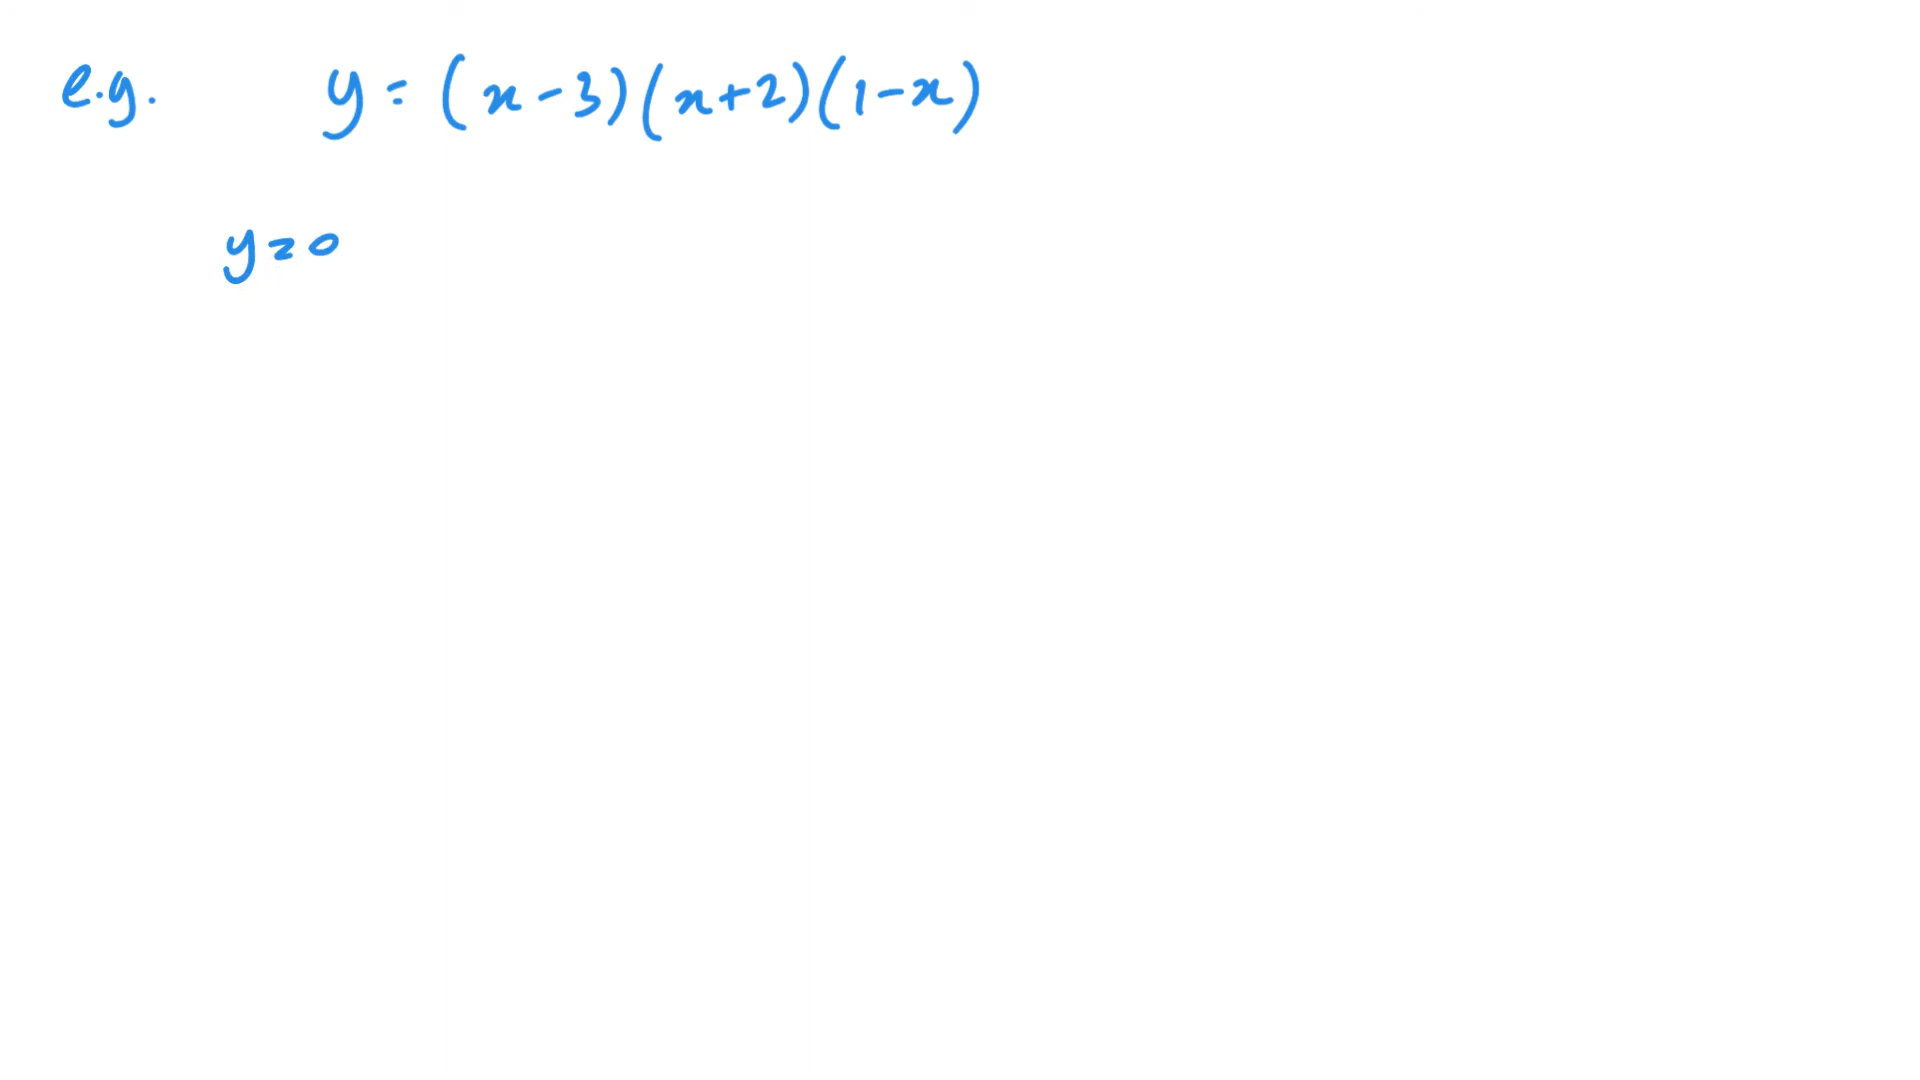 e.g. y = (x-3)(x+2)(1-x)
y=0